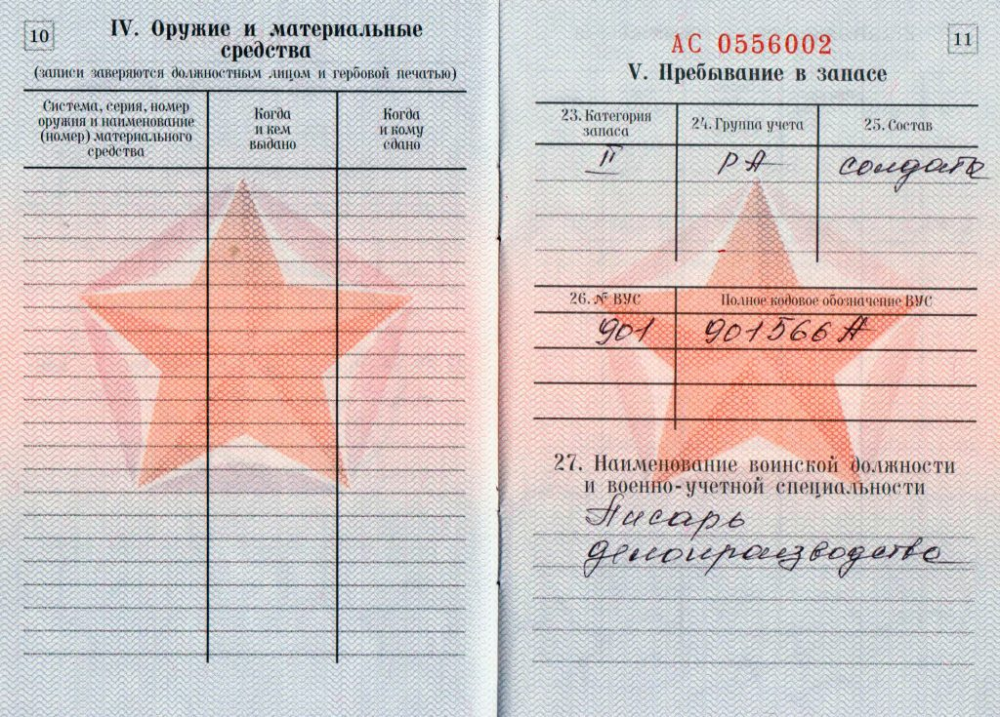 10
IV. Оружие и материальные
средства
(записи заверяются должностным лицом и гербовой печатью)
Система, серия, номер
оружия и наименование
(номер) материального
средства
Когда
и кем
выдано
Когда
и кому
сдано
11
АС 0556002
V. Пребывание в запасе
23. Категория
запаса
24. Группа учета
25. Состав
II
РА
солдаты
26. № ВУС
Полное кодовое обозначение ВУС
901
901566А
27. Наименование воинской должности
и военно-учетной специальности
Писарь
делопроизводство